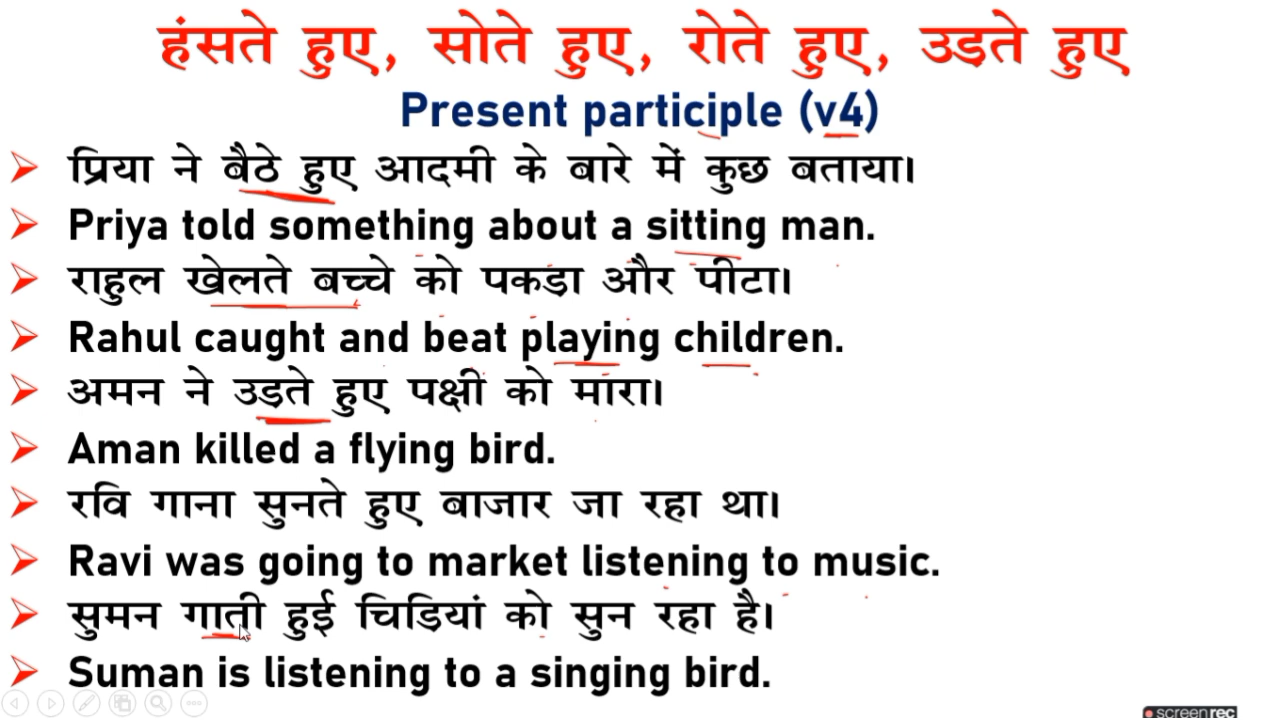 हंसते हुए, सोते हुए, रोते हुए, उड़ते हुए
Present participle (v4)
प्रिया ने बैठे हुए आदमी के बारे में कुछ बताया।
Priya told something about a sitting man.
राहुल खेलते बच्चे को पकड़ा और पीटा।
Rahul caught and beat playing children.
अमन ने उड़ते हुए पक्षी को मारा।
Aman killed a flying bird.
रवि गाना सुनते हुए बाजार जा रहा था।
Ravi was going to market listening to music.
सुमन गाती हुई चिडियां को सुन रहा है।
Suman is listening to a singing bird.
screenrec